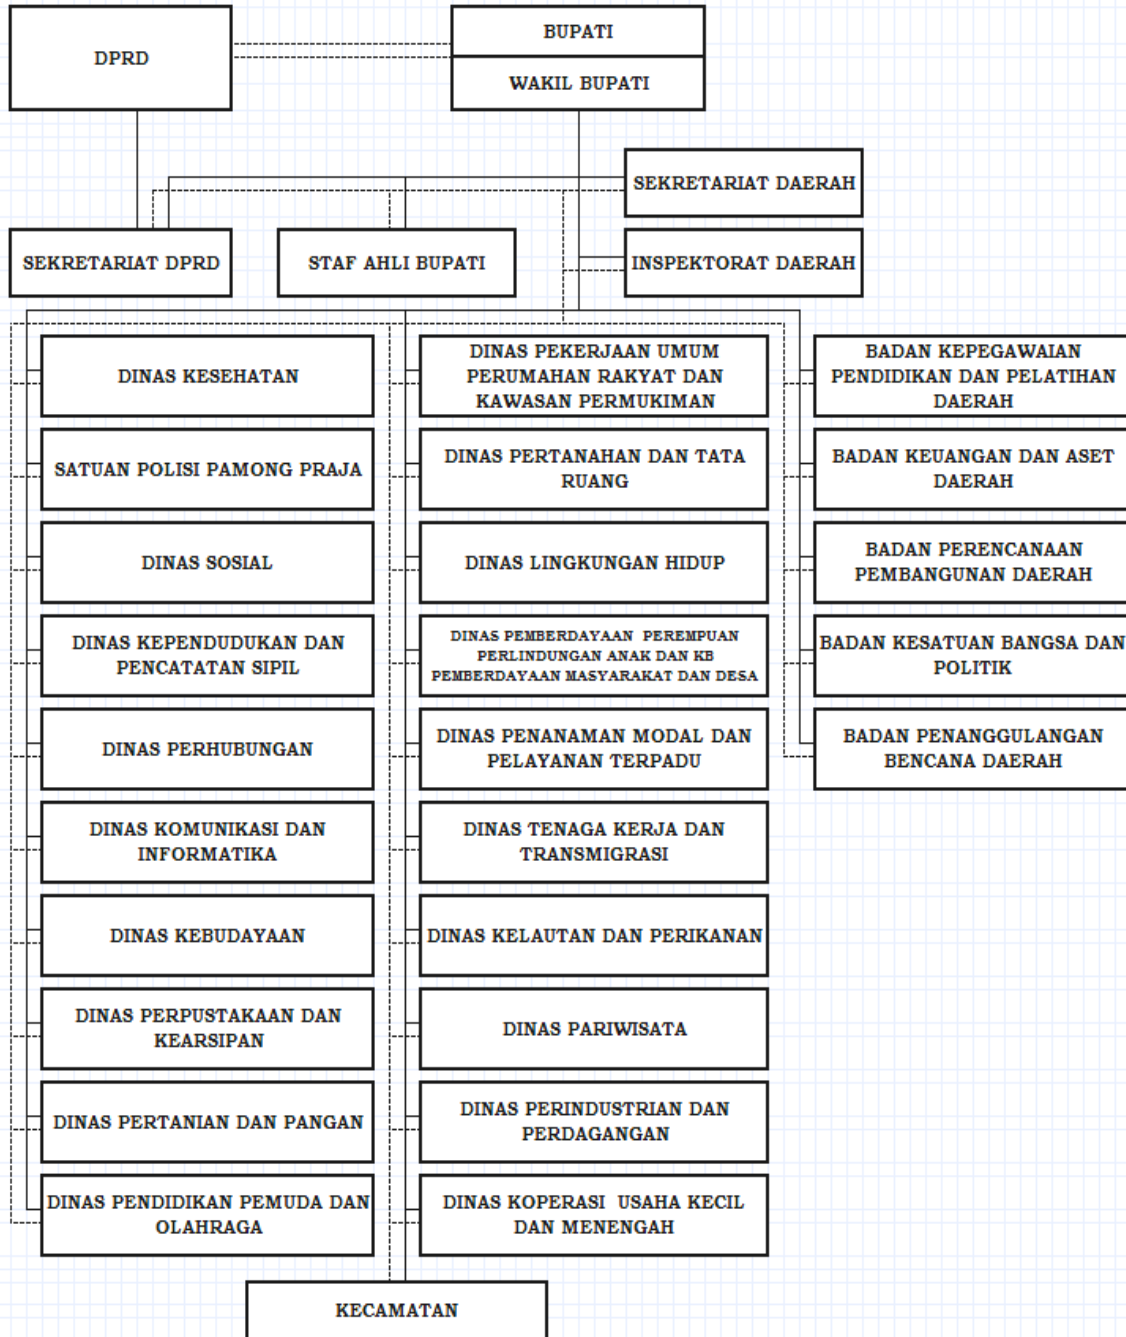 DPRD
BUPATI
WAKIL BUPATI
SEKRETARIAT DAERAH
SEKRETARIAT DPRD
STAF AHLI BUPATI
INSPEKTORAT DAERAH
DINAS KESEHATAN
SATUAN POLISI PAMONG PRAJA
DINAS SOSIAL
DINAS KEPENDUDUKAN DAN
PENCATATAN SIPIL
DINAS PERHUBUNGAN
DINAS KOMUNIKASI DAN
INFORMATIKA
DINAS KEBUDAYAAN
DINAS PERPUSTAKAAN DAN
KEARSIPAN
DINAS PERTANIAN DAN PANGAN
DINAS PENDIDIKAN PEMUDA DAN
OLAHRAGA
DINAS PEKERJAAN UMUM
PERUMAHAN RAKYAT DAN
KAWASAN PERMUKIMAN
DINAS PERTANAHAN DAN TATA
RUANG
DINAS LINGKUNGAN HIDUP
DINAS PEMBERDAYAAN PEREMPUAN
PERLINDUNGAN ANAK DAN KB
PEMBERDAYAAN MASYARAKAT DAN DESA
DINAS PENANAMAN MODAL DAN
PELAYANAN TERPADU
DINAS TENAGA KERJA DAN
TRANSMIGRASI
DINAS KELAUTAN DAN PERIKANAN
DINAS PARIWISATA
DINAS PERINDUSTRIAN DAN
PERDAGANGAN
DINAS KOPERASI USAHA KECIL
DAN MENENGAH
BADAN KEPEGAWAIAN
PENDIDIKAN DAN PELATIHAN
DAERAH
BADAN KEUANGAN DAN ASET
DAERAH
BADAN PERENCANAAN
PEMBANGUNAN DAERAH
BADAN KESATUAN BANGSA DAN
POLITIK
BADAN PENANGGULANGAN
BENCANA DAERAH
KECAMATAN